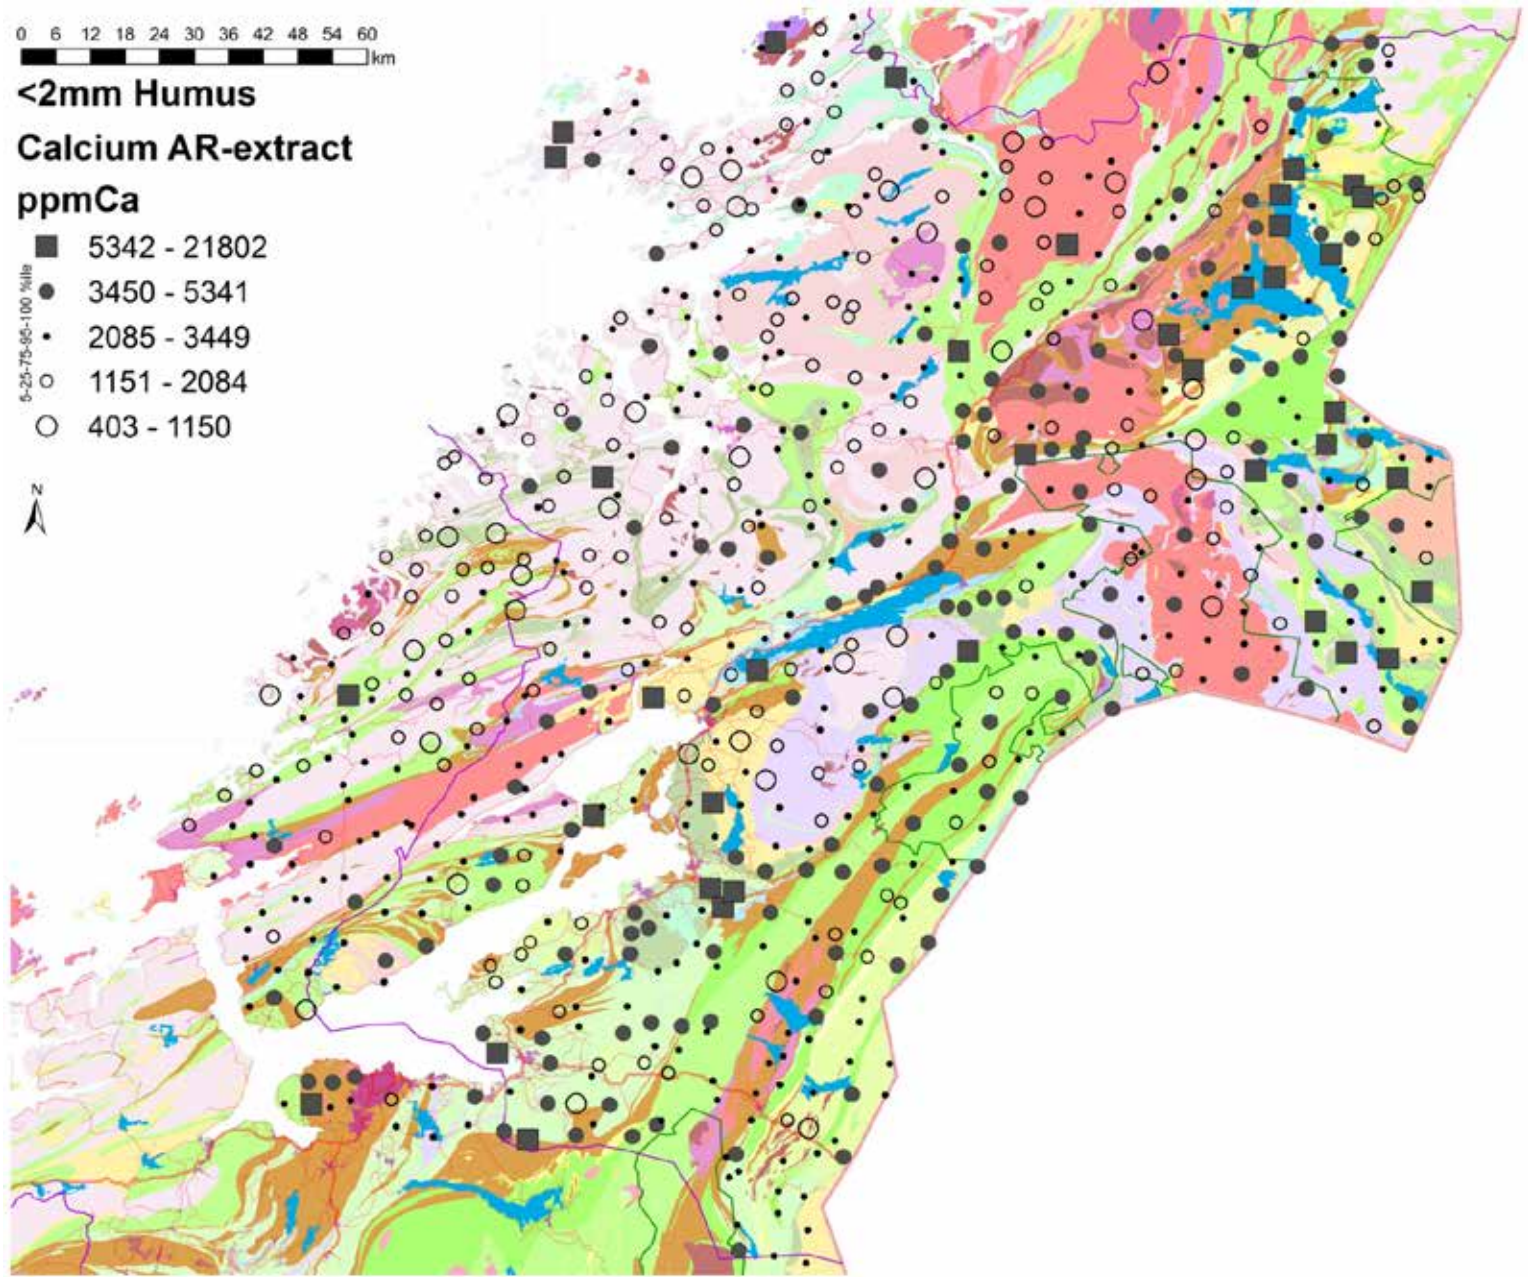 0 6 12 18 24 30 36 42 48 54 60
km
<2mm Humus
Calcium AR-extract
ppmCa
5342 - 21802
3450 - 5341
2085 - 3449
1151 - 2084
403 - 1150
5-25-75-95-100 %ile
N